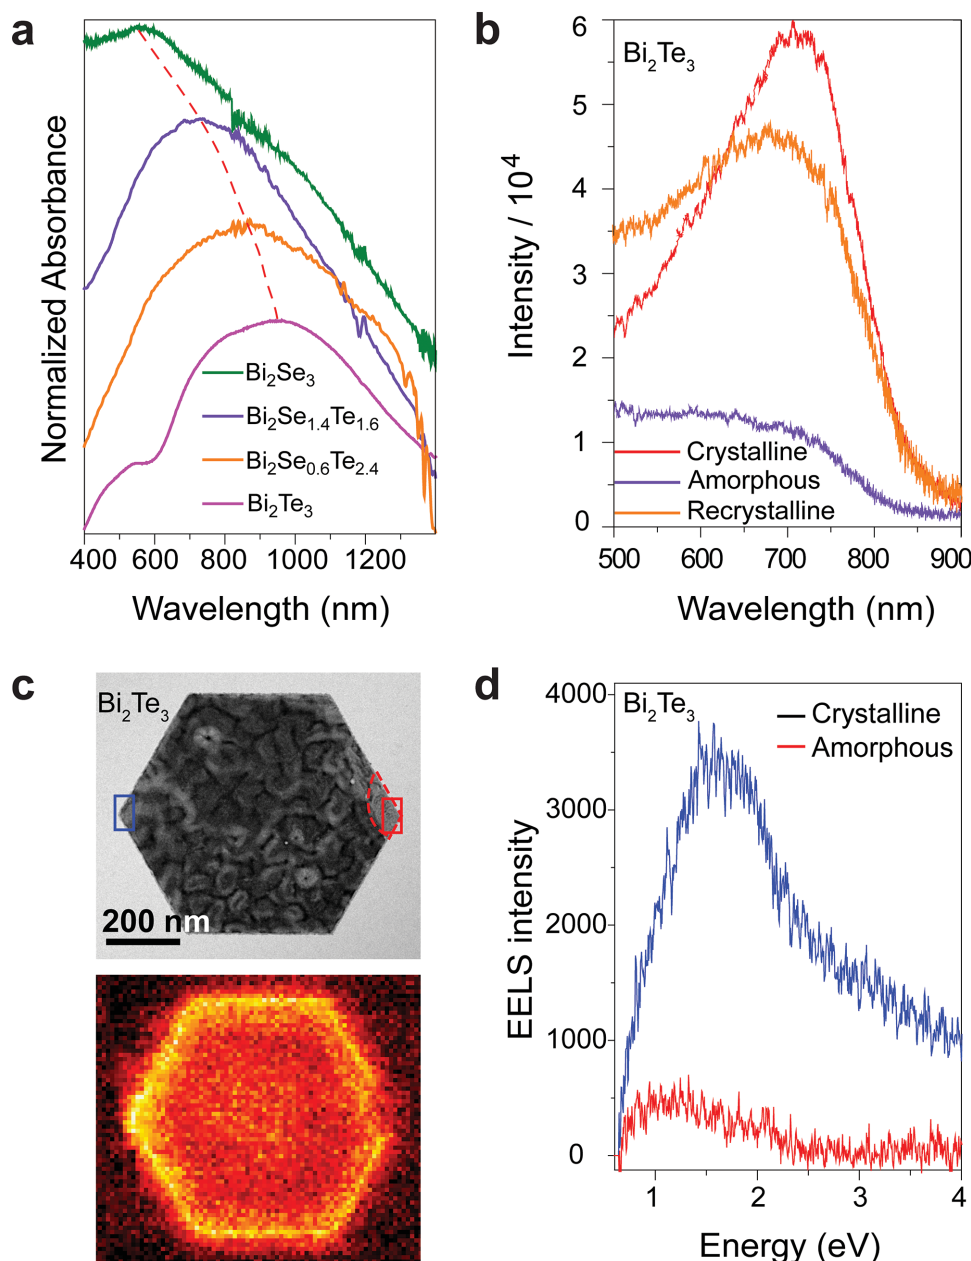 a
Normalized Absorbance
Bi₂Se₃
Bi₂Se₁.₄Te₁.₆
Bi₂Se₀.₆Te₂.₄
Bi₂Te₃
400 600 800 1000 1200
Wavelength (nm)
b
Bi₂Te₃
Intensity / 10⁴
6
5
4
3
2
1
0
Crystalline
Amorphous
Recrystalline
500 600 700 800 900
Wavelength (nm)
c
Bi₂Te₃
200 nm
d
Bi₂Te₃
Crystalline
Amorphous
EELS intensity
4000
3000
2000
1000
0
1 2 3 4
Energy (eV)